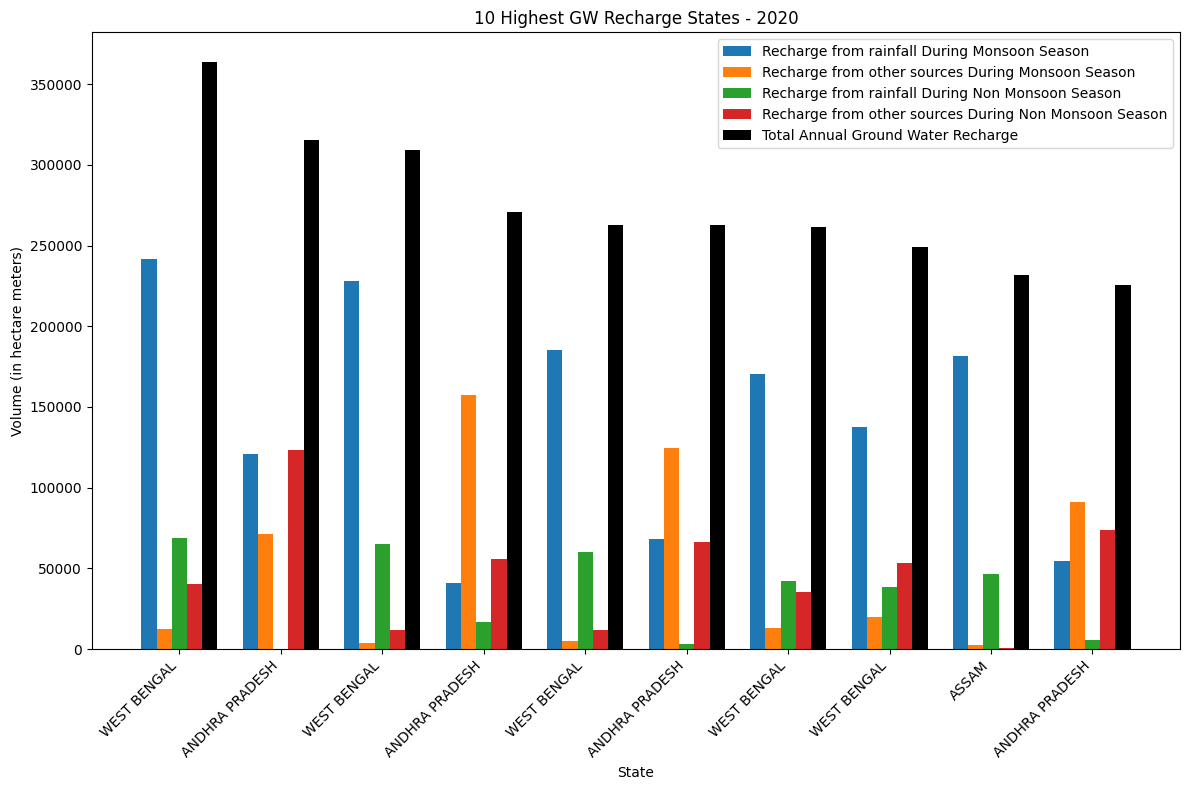 10 Highest GW Recharge States - 2020
Recharge from rainfall During Monsoon Season
Recharge from other sources During Monsoon Season
Recharge from rainfall During Non Monsoon Season
Recharge from other sources During Non Monsoon Season
Total Annual Ground Water Recharge
Volume (in hectare meters)
350000
300000
250000
200000
150000
100000
50000
0
WEST BENGAL
ANDHRA PRADESH
WEST BENGAL
ANDHRA PRADESH
WEST BENGAL
ANDHRA PRADESH
WEST BENGAL
WEST BENGAL
ASSAM
ANDHRA PRADESH
State